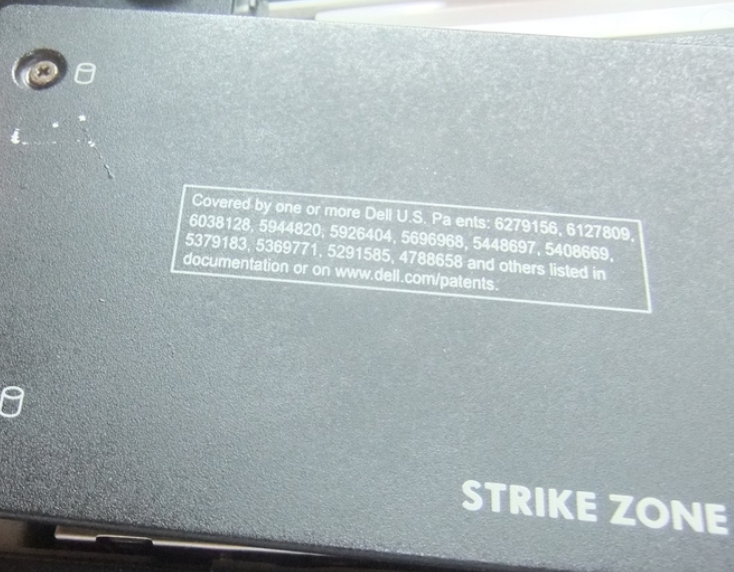 Covered by one or more Dell U.S. Pa ents: 6279156, 6127809,
6038128, 5944820, 5926404, 5696968, 5448697, 5408669,
5379183, 5369771, 5291585, 4788658 and others listed in
documentation or on www.dell.com/patents.
STRIKE ZONE